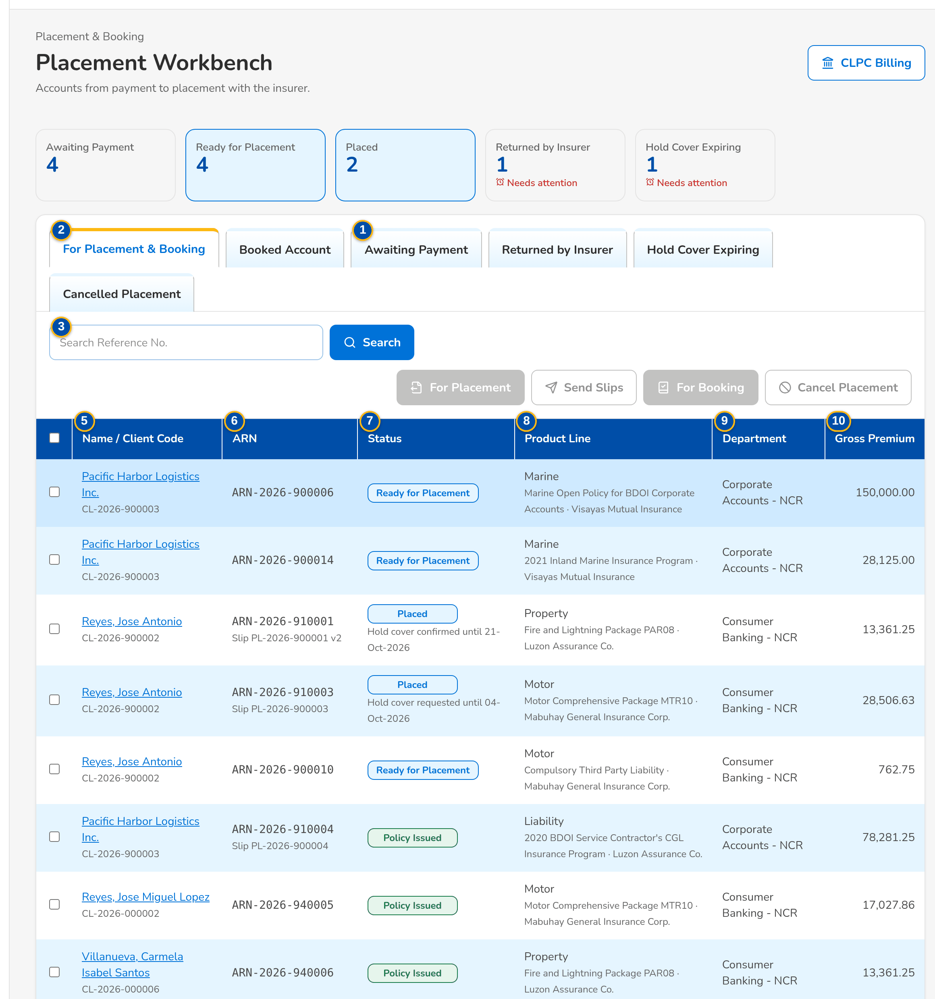 Placement & Booking
Placement Workbench
CLPC Billing
Accounts from payment to placement with the insurer.
Awaiting Payment
4
Ready for Placement
4
Placed
2
Returned by Insurer
1
Needs attention
Hold Cover Expiring
1
Needs attention
2
For Placement & Booking
Booked Account
1
Awaiting Payment
Returned by Insurer
Hold Cover Expiring
Cancelled Placement
3
Search Reference No.
Search
For Placement
Send Slips
For Booking
Cancel Placement
5
Name / Client Code
6
ARN
7
Status
8
Product Line
9
Department
10
Gross Premium
Pacific Harbor Logistics
Inc.
CL-2026-900003
ARN-2026-900006
Ready for Placement
Marine
Marine Open Policy for BDOI Corporate
Accounts · Visayas Mutual Insurance
Corporate
Accounts - NCR
150,000.00
Pacific Harbor Logistics
Inc.
CL-2026-900003
ARN-2026-900014
Ready for Placement
Marine
2021 Inland Marine Insurance Program ·
Visayas Mutual Insurance
Corporate
Accounts - NCR
28,125.00
Reyes, Jose Antonio
CL-2026-900002
ARN-2026-910001
Slip PL-2026-900001 v2
Placed
Hold cover confirmed until 21-
Oct-2026
Property
Fire and Lightning Package PAR08 ·
Luzon Assurance Co.
Consumer
Banking - NCR
13,361.25
Reyes, Jose Antonio
CL-2026-900002
ARN-2026-910003
Slip PL-2026-900003
Placed
Hold cover requested until 04-
Oct-2026
Motor
Motor Comprehensive Package MTR10 ·
Mabuhay General Insurance Corp.
Consumer
Banking - NCR
28,506.63
Reyes, Jose Antonio
CL-2026-900002
ARN-2026-900010
Ready for Placement
Motor
Compulsory Third Party Liability ·
Mabuhay General Insurance Corp.
Consumer
Banking - NCR
762.75
Pacific Harbor Logistics
Inc.
CL-2026-900003
ARN-2026-910004
Slip PL-2026-900004
Policy Issued
Liability
2020 BDOI Service Contractor's CGL
Insurance Program · Luzon Assurance Co.
Corporate
Accounts - NCR
78,281.25
Reyes, Jose Miguel Lopez
CL-2026-000002
ARN-2026-940005
Policy Issued
Motor
Motor Comprehensive Package MTR10 ·
Mabuhay General Insurance Corp.
Consumer
Banking - NCR
17,027.86
Villanueva, Carmela
Isabel Santos
CL-2026-000006
ARN-2026-940006
Policy Issued
Property
Fire and Lightning Package PAR08 ·
Luzon Assurance Co.
Consumer
Banking - NCR
13,361.25